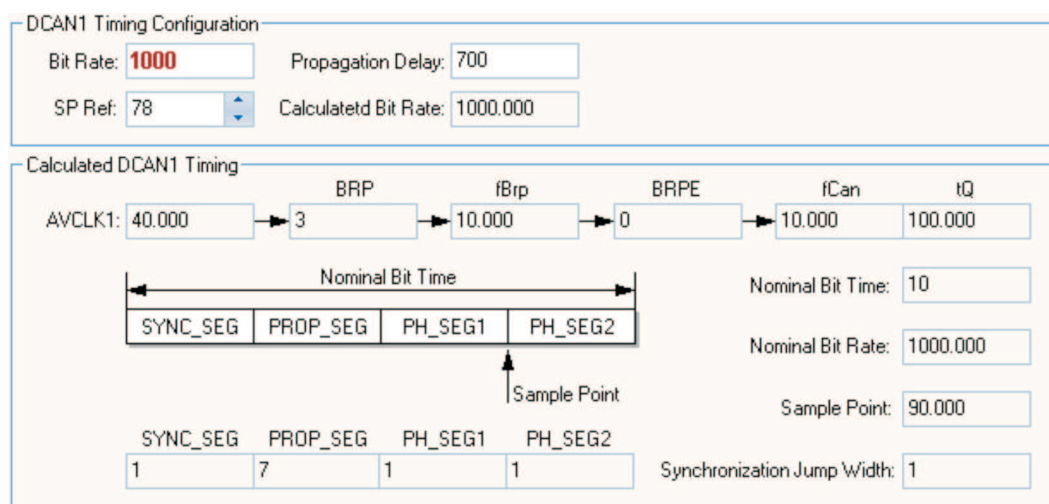 DCAN1 Timing Configuration
Bit Rate: 1000 Propagation Delay: 700
SP Ref: 78 Calculatetd Bit Rate: 1000.000
Calculated DCAN1 Timing
BRP fBrp BRPE fCan tQ
AVCLK1: 40.000 3 10.000 0 10.000 100.000
Nominal Bit Time
Nominal Bit Time: 10
SYNC_SEG PROP_SEG PH_SEG1 PH_SEG2
Nominal Bit Rate: 1000.000
Sample Point
Sample Point: 90.000
SYNC_SEG PROP_SEG PH_SEG1 PH_SEG2
1 7 1 1
Synchronization Jump Width: 1